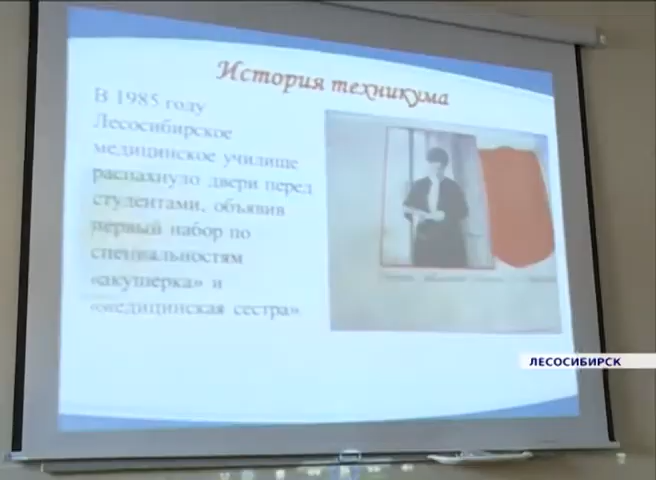 История техникума
В 1985 году
Лесосибирское
медицинское училище
распахнуло двери перед
студентами, объявив
первый набор по
специальностям
«акушерка» и
«медицинская сестра»
ЛЕСОСИБИРСК